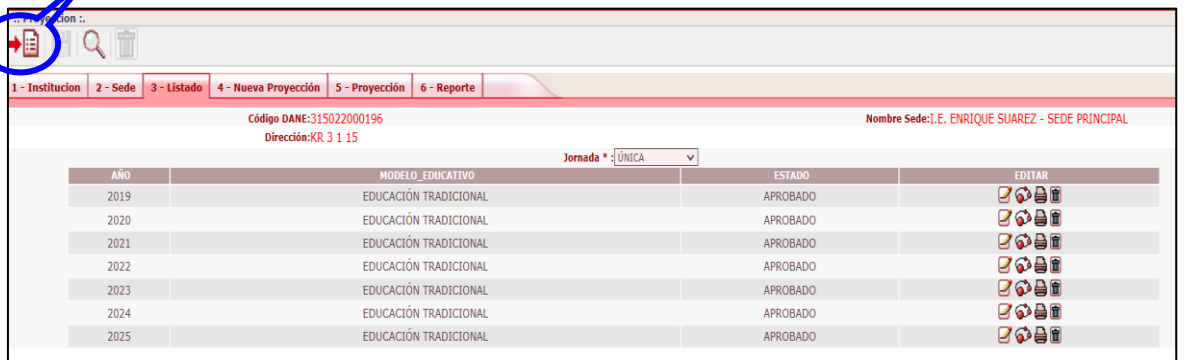 .: Proyeccion :.
1 - Institucion 2 - Sede 3 - Listado 4 - Nueva Proyección 5 - Proyección 6 - Reporte
Código DANE:315022000196 Nombre Sede:I.E. ENRIQUE SUAREZ - SEDE PRINCIPAL
Dirección:KR 3 1 15
Jornada * : ÚNICA
AÑO MODELO_EDUCATIVO ESTADO EDITAR
2019 EDUCACIÓN TRADICIONAL APROBADO
2020 EDUCACIÓN TRADICIONAL APROBADO
2021 EDUCACIÓN TRADICIONAL APROBADO
2022 EDUCACIÓN TRADICIONAL APROBADO
2023 EDUCACIÓN TRADICIONAL APROBADO
2024 EDUCACIÓN TRADICIONAL APROBADO
2025 EDUCACIÓN TRADICIONAL APROBADO